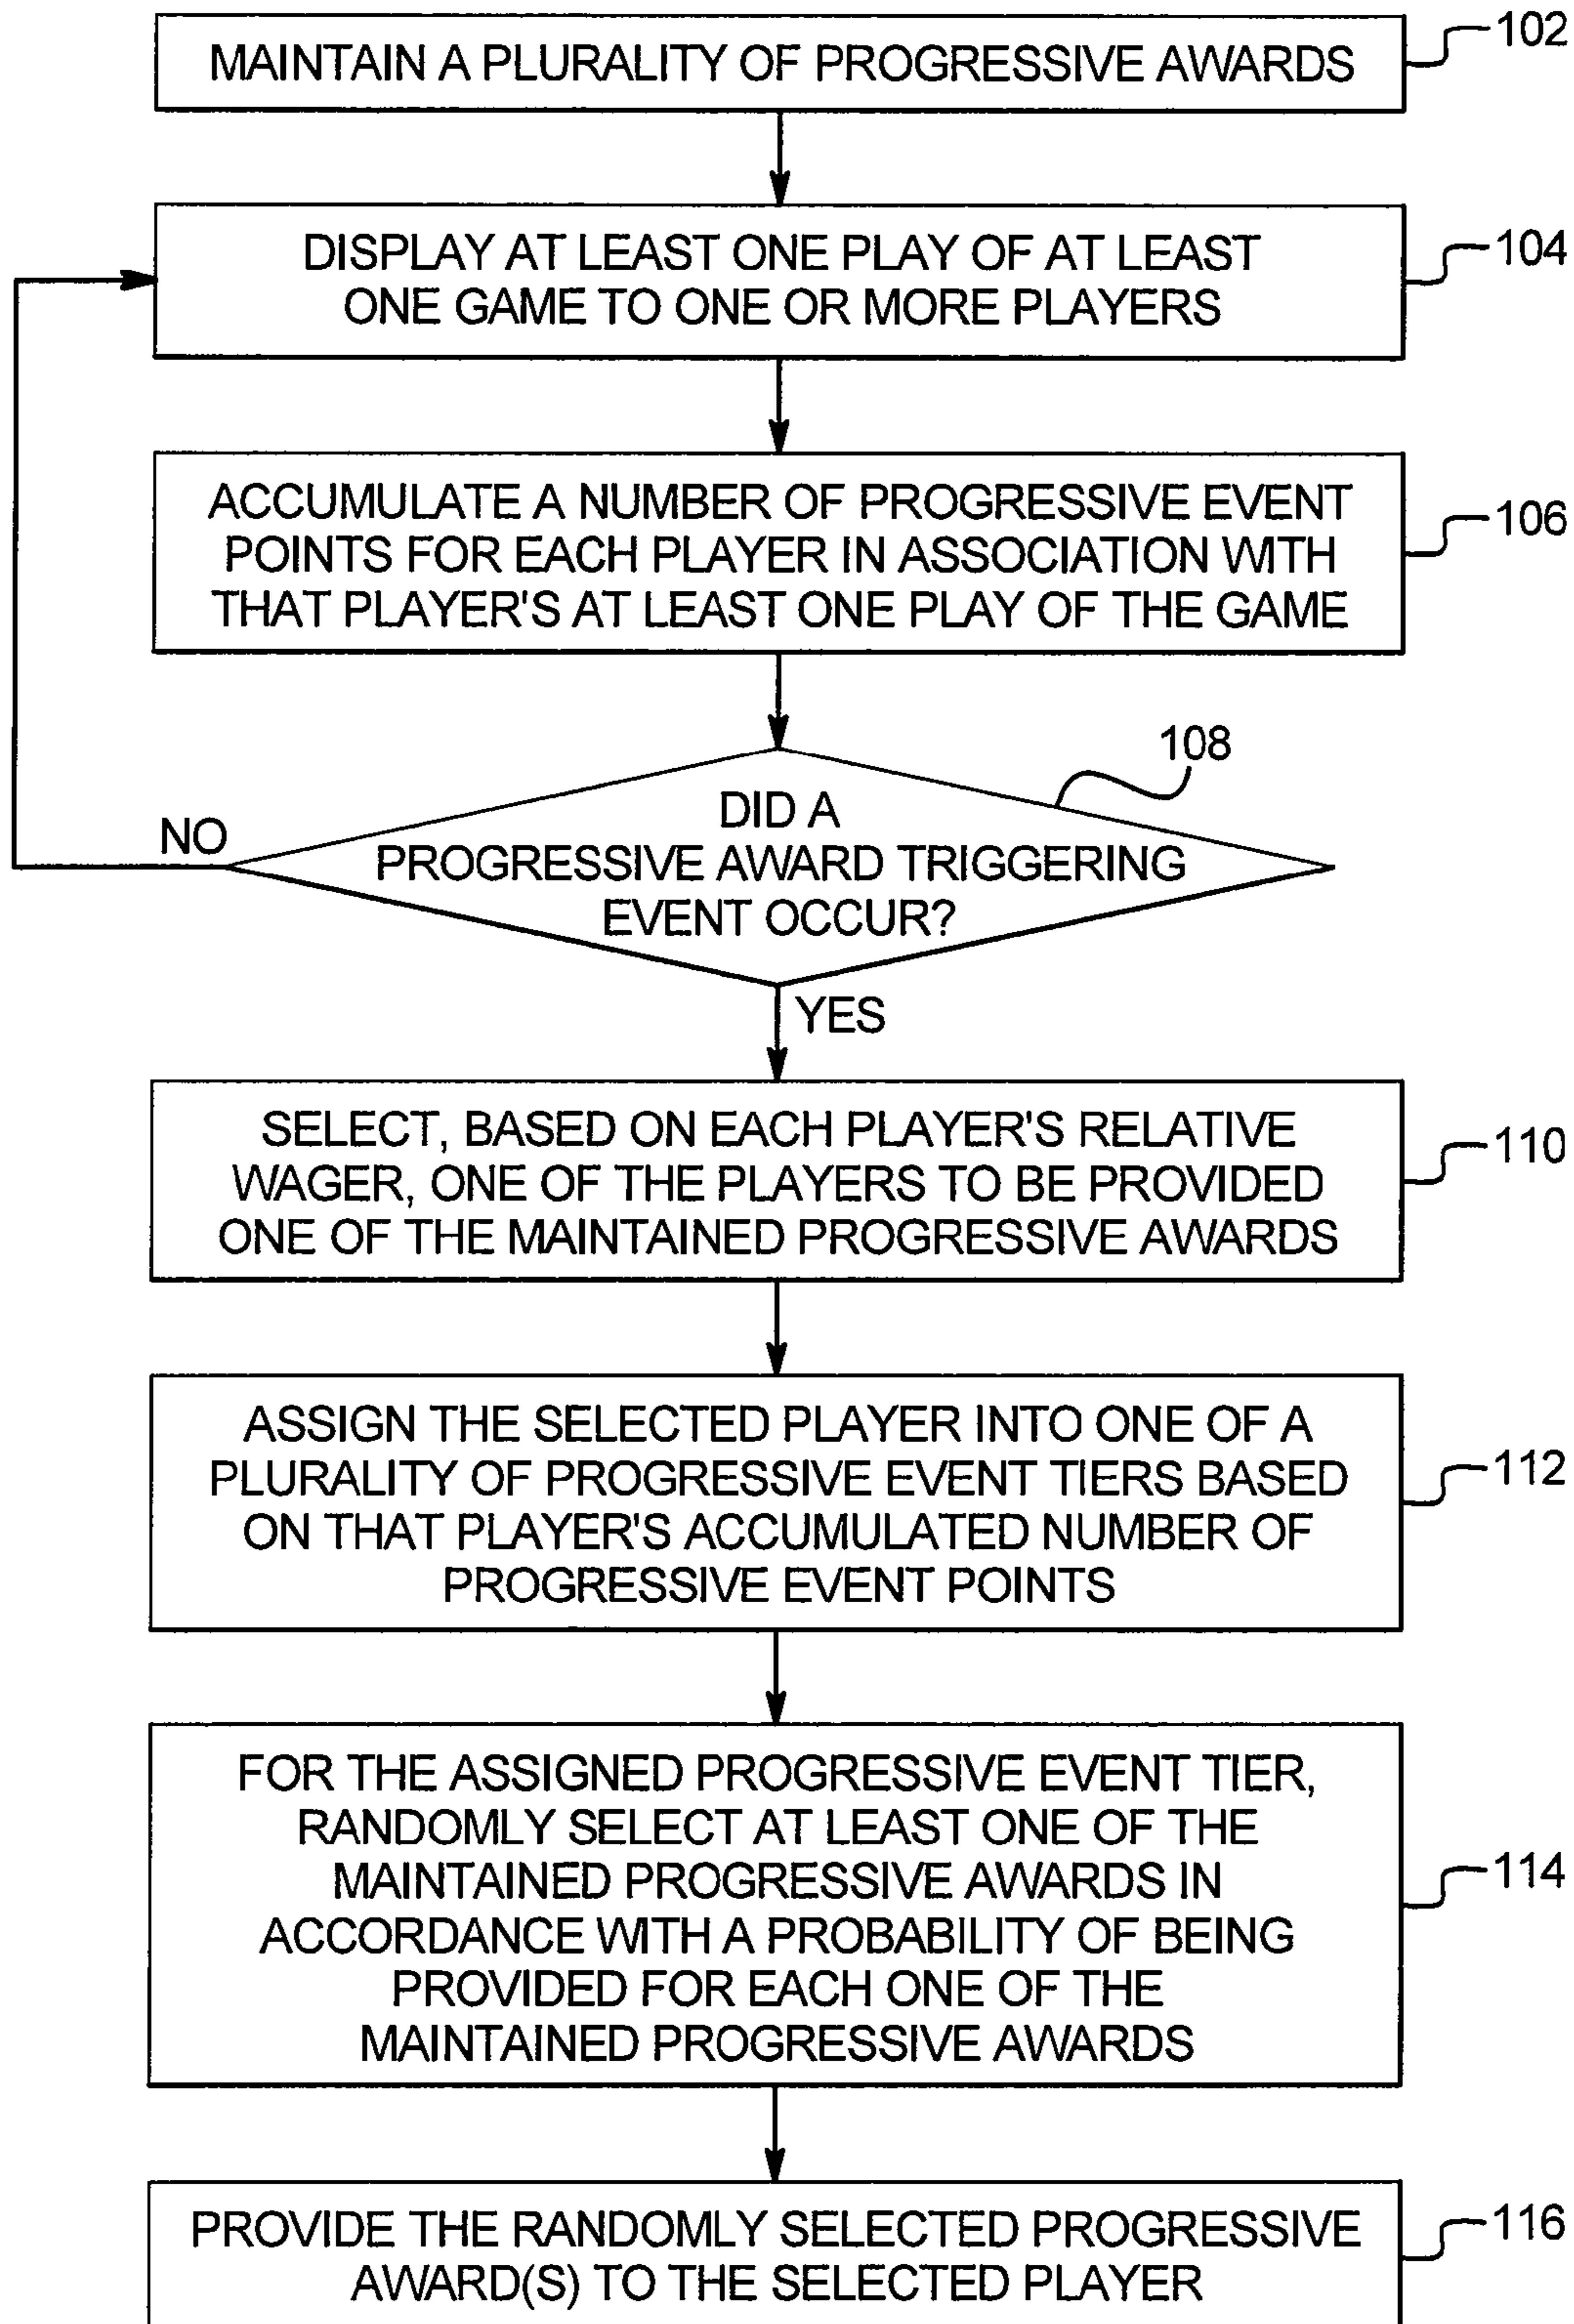 MAINTAIN A PLURALITY OF PROGRESSIVE AWARDS
102
DISPLAY AT LEAST ONE PLAY OF AT LEAST
ONE GAME TO ONE OR MORE PLAYERS
104
ACCUMULATE A NUMBER OF PROGRESSIVE EVENT
POINTS FOR EACH PLAYER IN ASSOCIATION WITH
THAT PLAYER'S AT LEAST ONE PLAY OF THE GAME
106
108
DID A
PROGRESSIVE AWARD TRIGGERING
EVENT OCCUR?
NO
YES
SELECT, BASED ON EACH PLAYER'S RELATIVE
WAGER, ONE OF THE PLAYERS TO BE PROVIDED
ONE OF THE MAINTAINED PROGRESSIVE AWARDS
110
ASSIGN THE SELECTED PLAYER INTO ONE OF A
PLURALITY OF PROGRESSIVE EVENT TIERS BASED
ON THAT PLAYER'S ACCUMULATED NUMBER OF
PROGRESSIVE EVENT POINTS
112
FOR THE ASSIGNED PROGRESSIVE EVENT TIER,
RANDOMLY SELECT AT LEAST ONE OF THE
MAINTAINED PROGRESSIVE AWARDS IN
ACCORDANCE WITH A PROBABILITY OF BEING
PROVIDED FOR EACH ONE OF THE
MAINTAINED PROGRESSIVE AWARDS
114
PROVIDE THE RANDOMLY SELECTED PROGRESSIVE
AWARD(S) TO THE SELECTED PLAYER
116